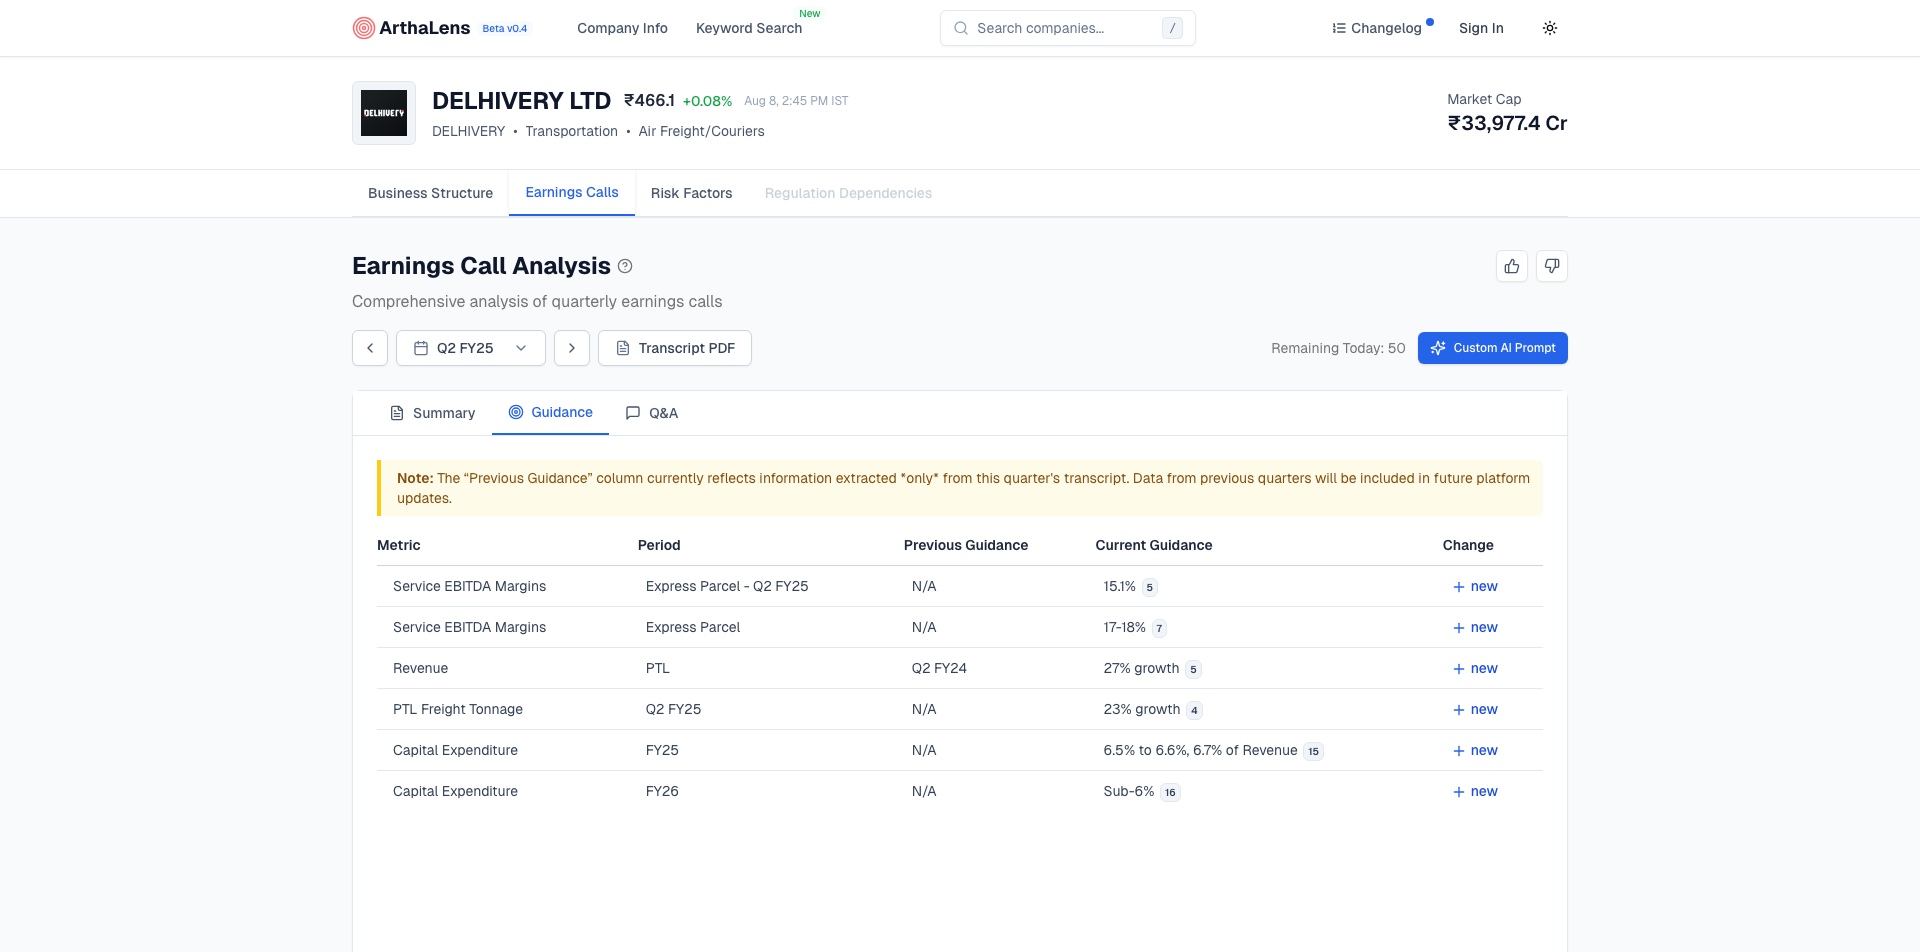 ArthaLens Beta v0.4 Company Info Keyword Search New Search companies... / Changelog Sign In
DELHIVERY
DELHIVERY LTD ₹466.1 +0.08% Aug 8, 2:45 PM IST
DELHIVERY • Transportation • Air Freight/Couriers
Market Cap
₹33,977.4 Cr
Business Structure Earnings Calls Risk Factors Regulation Dependencies
Earnings Call Analysis
Comprehensive analysis of quarterly earnings calls
Q2 FY25 Transcript PDF Remaining Today: 50 Custom AI Prompt
Summary Guidance Q&A
Note: The “Previous Guidance” column currently reflects information extracted *only* from this quarter's transcript. Data from previous quarters will be included in future platform
updates.
Metric Period Previous Guidance Current Guidance Change
Service EBITDA Margins Express Parcel - Q2 FY25 N/A 15.1% 5 + new
Service EBITDA Margins Express Parcel N/A 17-18% 7 + new
Revenue PTL Q2 FY24 27% growth 5 + new
PTL Freight Tonnage Q2 FY25 N/A 23% growth 4 + new
Capital Expenditure FY25 N/A 6.5% to 6.6%, 6.7% of Revenue 15 + new
Capital Expenditure FY26 N/A Sub-6% 16 + new